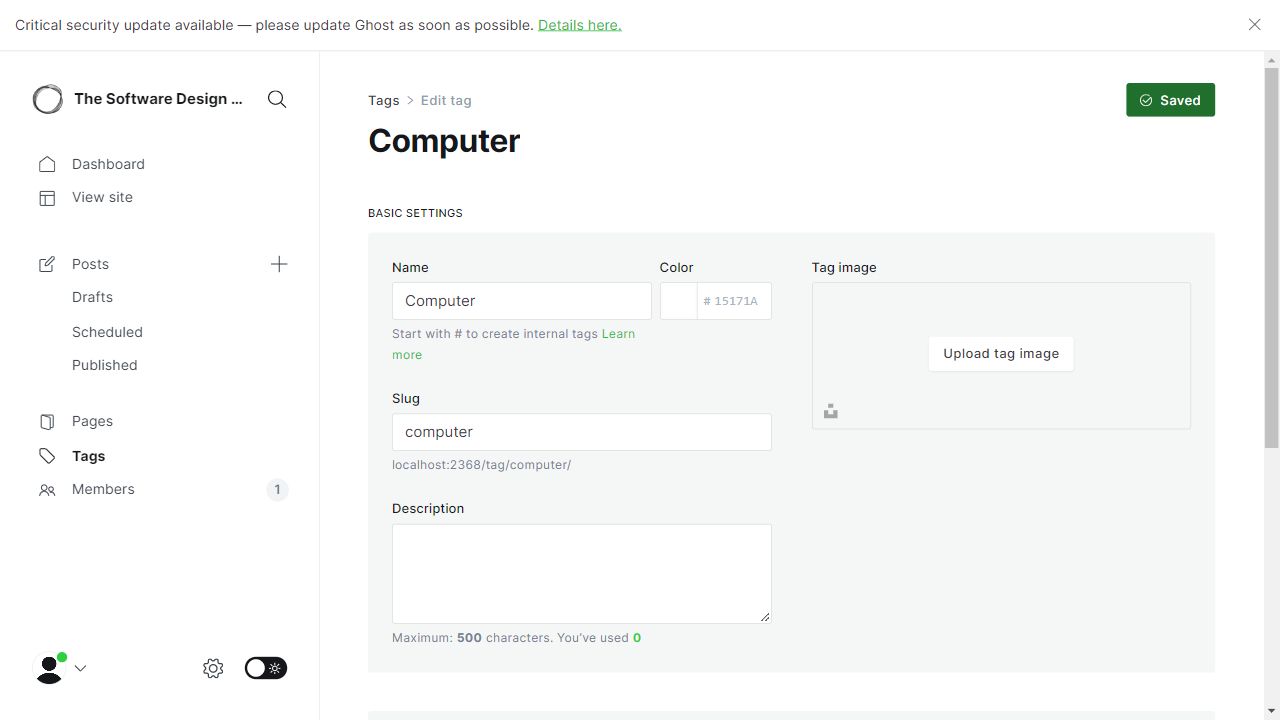 Critical security update available — please update Ghost as soon as possible. Details here.
The Software Design ...
Dashboard
View site
Posts
Drafts
Scheduled
Published
Pages
Tags
Members
1
Tags > Edit tag
Saved
Computer
BASIC SETTINGS
Name
Computer
Start with # to create internal tags Learn
more
Color
# 15171A
Slug
computer
localhost:2368/tag/computer/
Description
Maximum: 500 characters. You've used 0
Tag image
Upload tag image